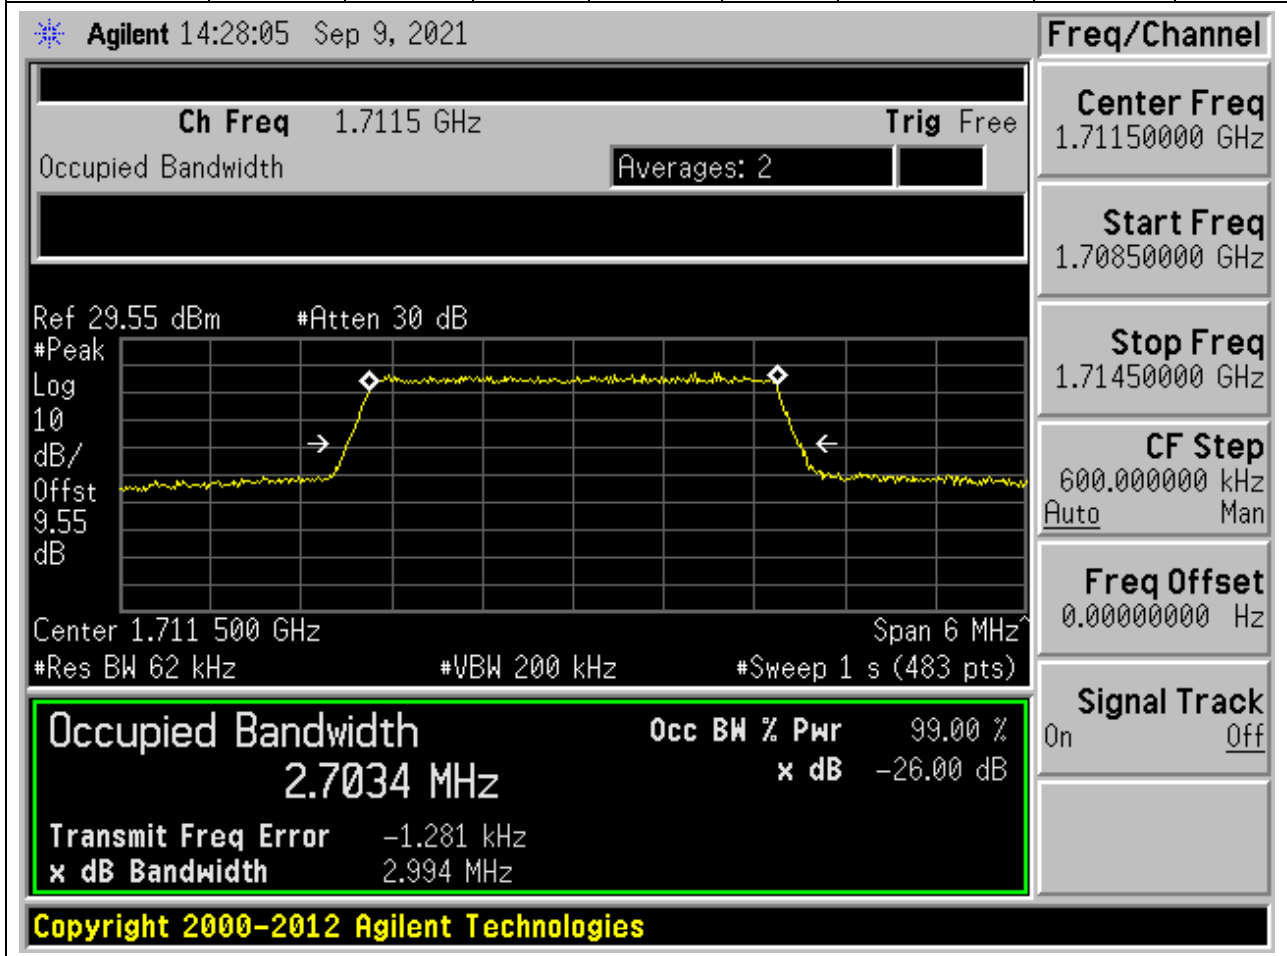 Agilent 14:28:05 Sep 9, 2021
Freq/Channel
Ch Freq 1.7115 GHz Trig Free
Occupied Bandwidth Averages: 2
Center Freq
1.71150000 GHz
Start Freq
1.70850000 GHz
Stop Freq
1.71450000 GHz
CF Step
600.000000 kHz
Auto Man
Freq Offset
0.00000000 Hz
Signal Track
On Off
Ref 29.55 dBm #Atten 30 dB
#Peak
Log
10
dB/
Offst
9.55
dB
Center 1.711 500 GHz Span 6 MHz^
#Res BW 62 kHz #VBW 200 kHz #Sweep 1 s (483 pts)
Occupied Bandwidth Occ BW % Pwr 99.00 %
2.7034 MHz x dB -26.00 dB
Transmit Freq Error -1.281 kHz
x dB Bandwidth 2.994 MHz
Copyright 2000-2012 Agilent Technologies